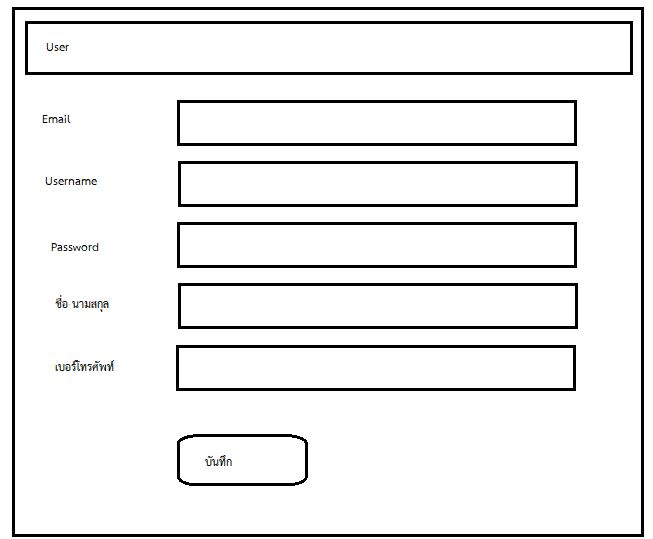 User
Email
Username
Password
ชื่อ นามสกุล
เบอร์โทรศัพท์
บันทึก